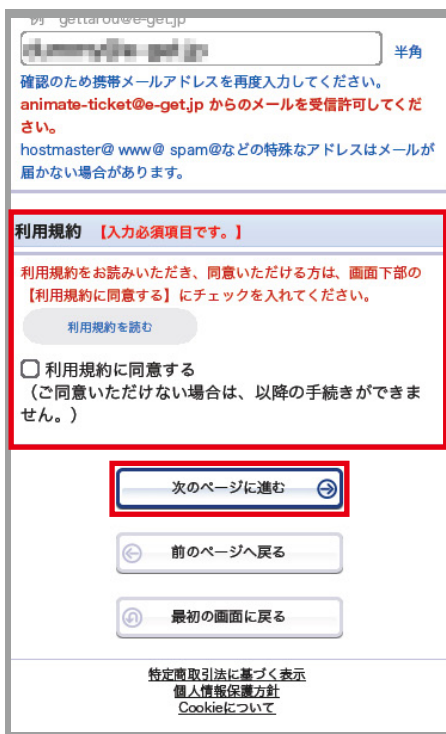 例 gettarou@e-get.jp
半角
確認のため携帯メールアドレスを再度入力してください。
animate-ticket@e-get.jp からのメールを受信許可してくだ
さい。
hostmaster@ www@ spam@などの特殊なアドレスはメールが
届かない場合があります。
利用規約 【入力必須項目です。】
利用規約をお読みいただき、同意いただける方は、画面下部の
【利用規約に同意する】にチェックを入れてください。
利用規約を読む
利用規約に同意する
（ご同意いただけない場合は、以降の手続きができま
せん。）
次のページに進む
前のページへ戻る
最初の画面に戻る
特定商取引法に基づく表示
個人情報保護方針
Cookieについて